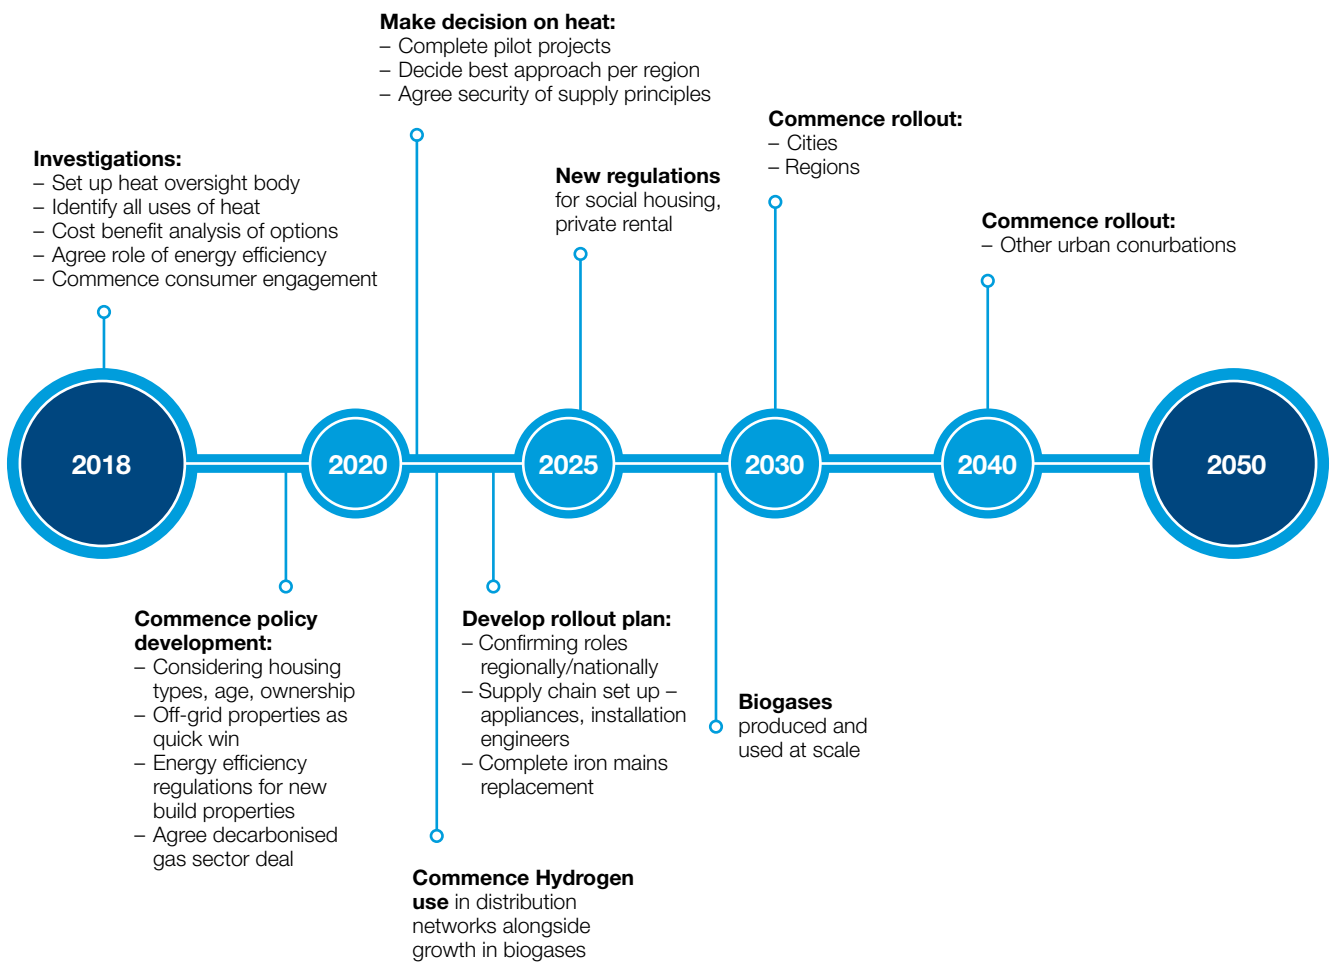 Make decision on heat:
– Complete pilot projects
– Decide best approach per region
– Agree security of supply principles
Commence rollout:
– Cities
– Regions
Investigations:
– Set up heat oversight body
– Identify all uses of heat
– Cost benefit analysis of options
– Agree role of energy efficiency
– Commence consumer engagement
New regulations
for social housing,
private rental
Commence rollout:
– Other urban conurbations
2018
2020
2025
2030
2040
2050
Commence policy
development:
– Considering housing
types, age, ownership
– Off-grid properties as
quick win
– Energy efficiency
regulations for new
build properties
– Agree decarbonised
gas sector deal
Develop rollout plan:
– Confirming roles
regionally/nationally
– Supply chain set up –
appliances, installation
engineers
– Complete iron mains
replacement
Biogases
produced and
used at scale
Commence Hydrogen
use in distribution
networks alongside
growth in biogases